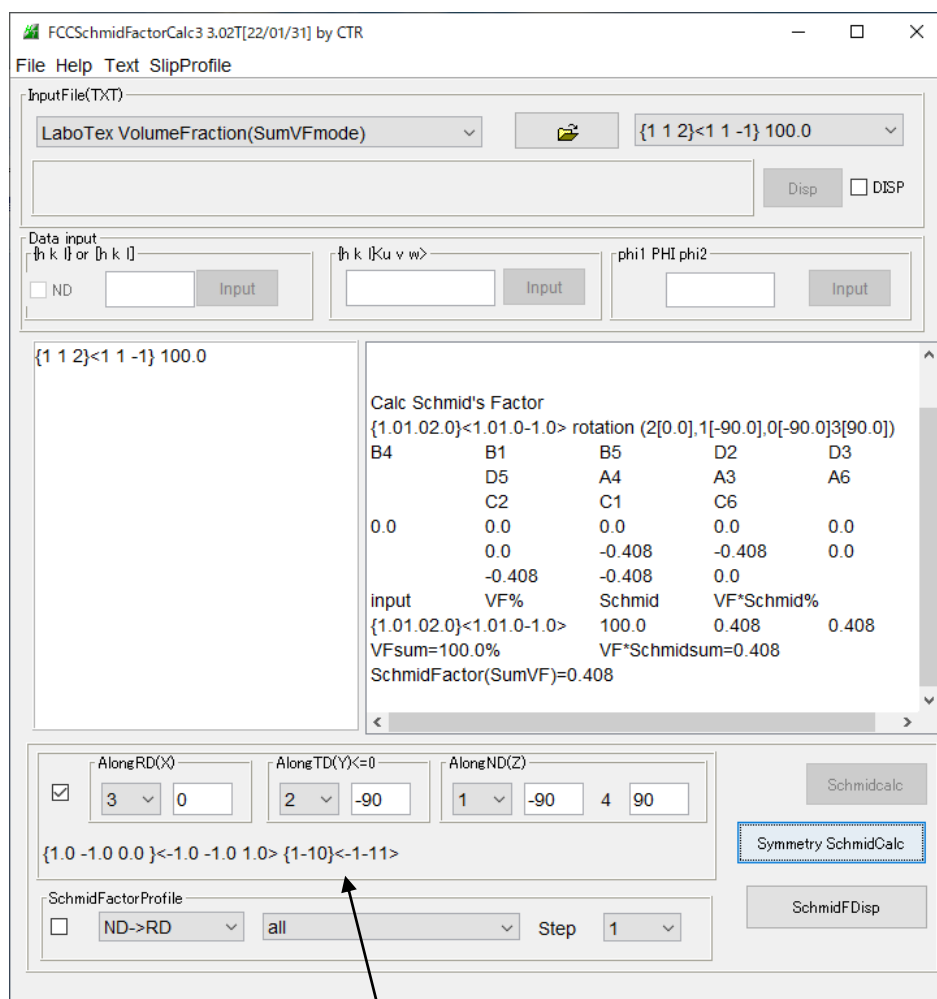 FCCSchmidFactorCalc3 3.02T[22/01/31] by CTR
File Help Text SlipProfile
InputFile(TXT)
LaboTex VolumeFraction(SumVFmode) {1 1 2}<1 1 -1} 100.0
Disp DISP
Data input
{h k l} or [h k l] {h k l}<u v w> phi1 PHI phi2
ND Input Input Input
{1 1 2}<1 1 -1} 100.0
Calc Schmid's Factor
{1.01.02.0}<1.01.0-1.0> rotation (2[0.0],1[-90.0],0[-90.0]3[90.0])
B4 B1 B5 D2 D3
D5 A4 A3 A6
C2 C1 C6
0.0 0.0 0.0 0.0 0.0
0.0 -0.408 -0.408 0.0
-0.408 -0.408 0.0
input VF% Schmid VF*Schmid%
{1.01.02.0}<1.01.0-1.0> 100.0 0.408 0.408
VFsum=100.0% VF*Schmidsum=0.408
SchmidFactor(SumVF)=0.408
AlongRD(X) AlongTD(Y)<=0 AlongND(Z)
3 0 2 -90 1 -90 4 90
Schmidcalc
{1.0 -1.0 0.0 }<-1.0 -1.0 1.0> {1-10}<-1-11>
Symmetry SchmidCalc
SchmidFactorProfile
ND->RD all Step 1
SchmidFDisp